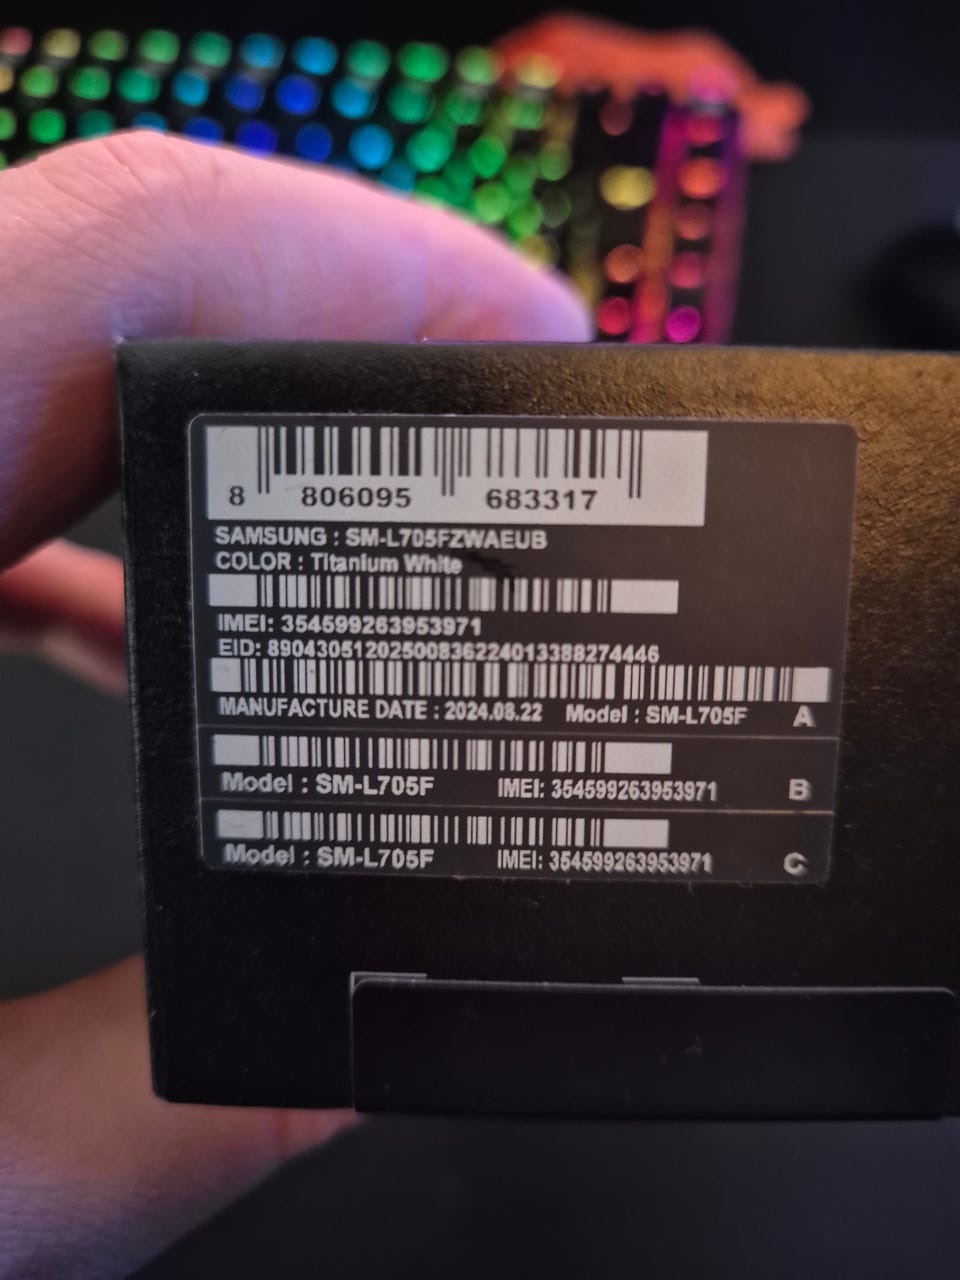 8 806095 683317
SAMSUNG : SM-L705FZWAEUB
COLOR : Titanium White
IMEI: 354599263953971
EID: 89043051202500836224013388274446
MANUFACTURE DATE : 2024.08.22 Model : SM-L705F A
Model : SM-L705F IMEI: 354599263953971 B
Model : SM-L705F IMEI: 354599263953971 C